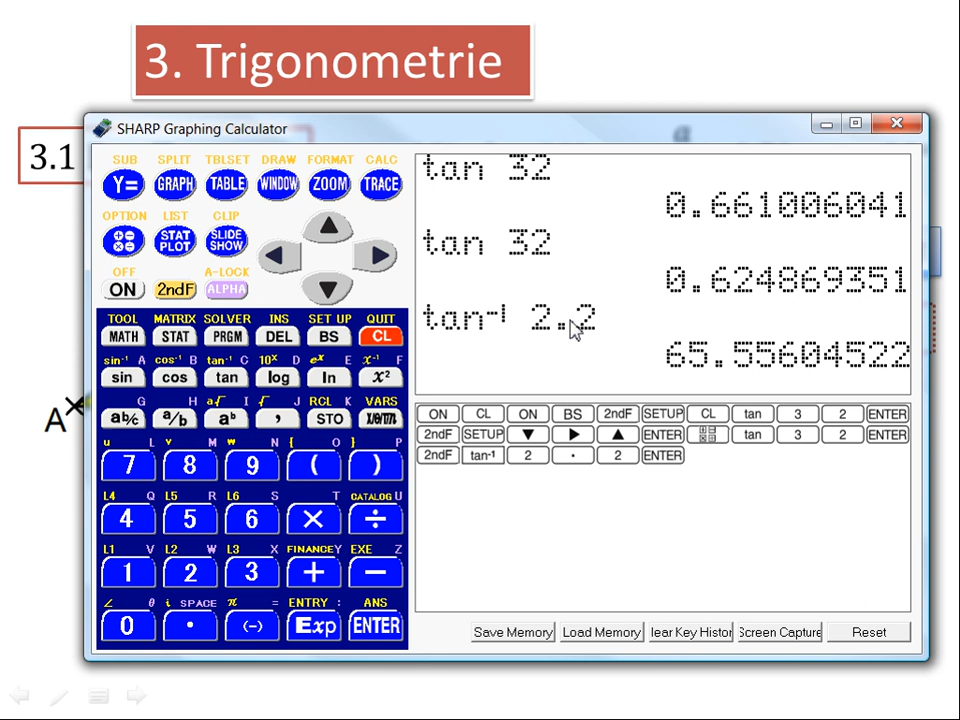 3. Trigonometrie
3.1
a
SHARP Graphing Calculator
SUB SPLIT TBLSET DRAW FORMAT CALC
Y= GRAPH TABLE WINDOW ZOOM TRACE
OPTION LIST CLIP
STAT PLOT SLIDE SHOW
OFF A-LOCK
ON 2ndF ALPHA
TOOL MATRIX SOLVER INS SET UP QUIT
MATH STAT PRGM DEL BS CL
sin⁻¹ A cos⁻¹ B tan⁻¹ C 10ˣ D eˣ E x⁻¹ F
sin cos tan log ln x²
G H a√ I √ J RCL K VARS L
ab/c a/b aᵇ , STO X/θ/T/n
u L v M w N { O } P
7 8 9 ( )
L4 Q L5 R L6 S T CATALOG U
4 5 6 × ÷
L1 V L2 W L3 X FINANCE Y EXE Z
1 2 3 + −
∠ θ i SPACE π = ENTRY : ANS
0 • (−) Exp ENTER
tan 32
0.661006041
tan 32
0.624869351
tan⁻¹ 2.2
65.55604522
ON CL ON BS 2ndF SETUP CL tan 3 2 ENTER
2ndF SETUP ▼ ▶ ▲ ENTER tan 3 2 ENTER
2ndF tan⁻¹ 2 · 2 ENTER
Save Memory Load Memory lear Key Histor Screen Capture Reset
A